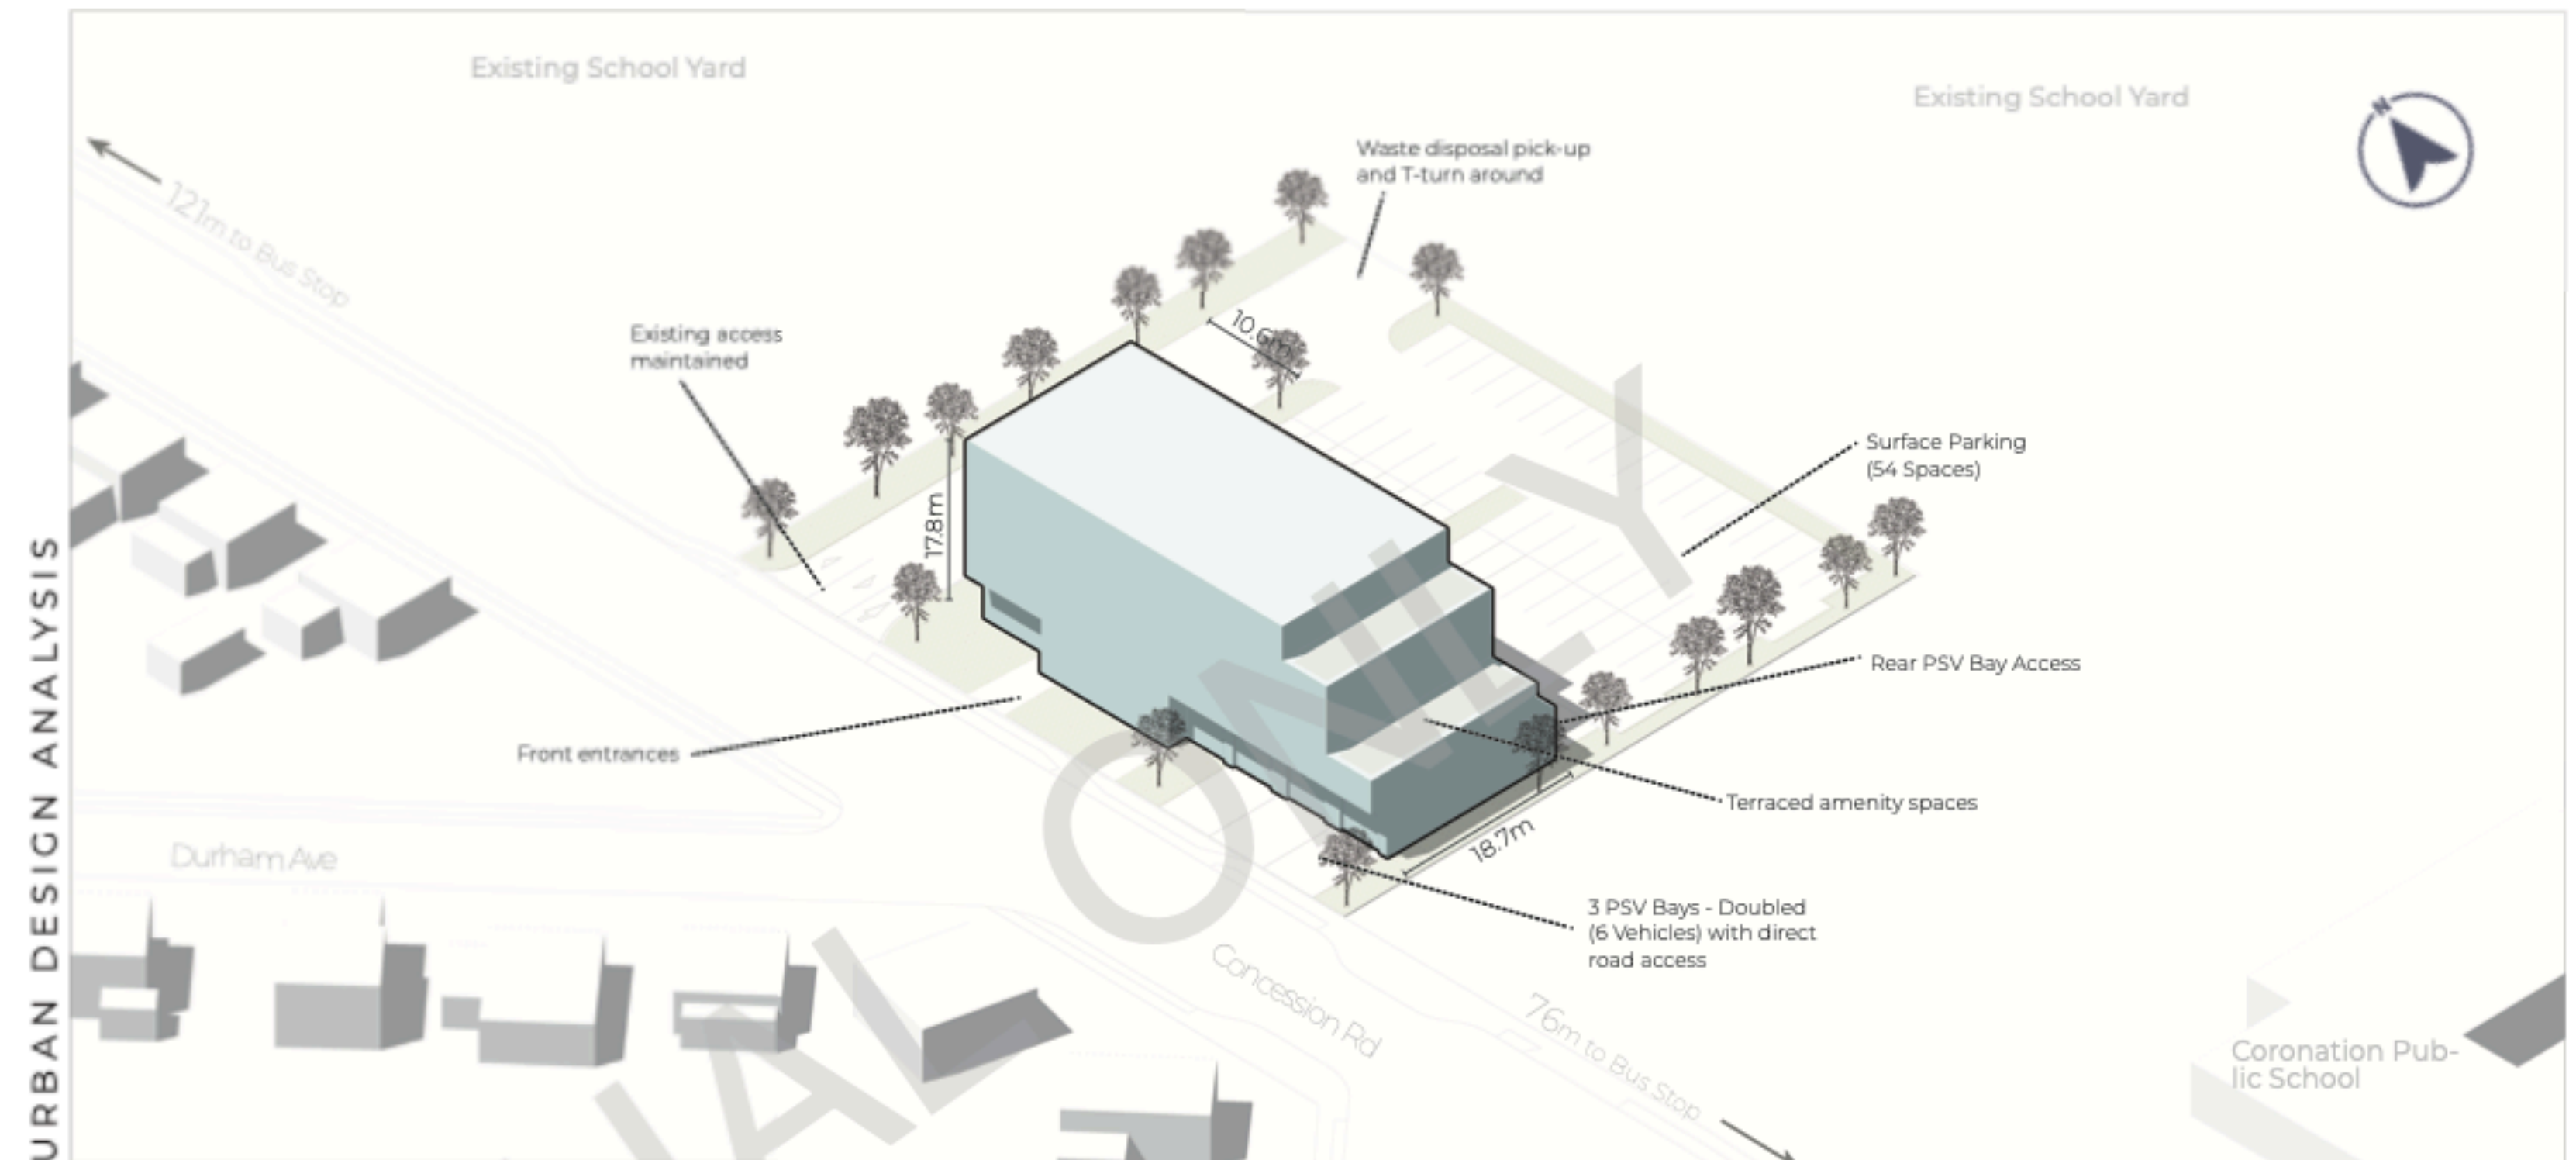 Existing School Yard
Existing School Yard
N
Waste disposal pick-up
and T-turn around
121m to Bus Stop
10.6m
Existing access
maintained
Surface Parking
(54 Spaces)
17.8m
Rear PSV Bay Access
Front entrances
Terraced amenity spaces
18.7m
Durham Ave
3 PSV Bays - Doubled
(6 Vehicles) with direct
road access
Concession Rd
76m to Bus Stop
Coronation Pub-
lic School
URBAN DESIGN ANALYSIS
IAL ONLY